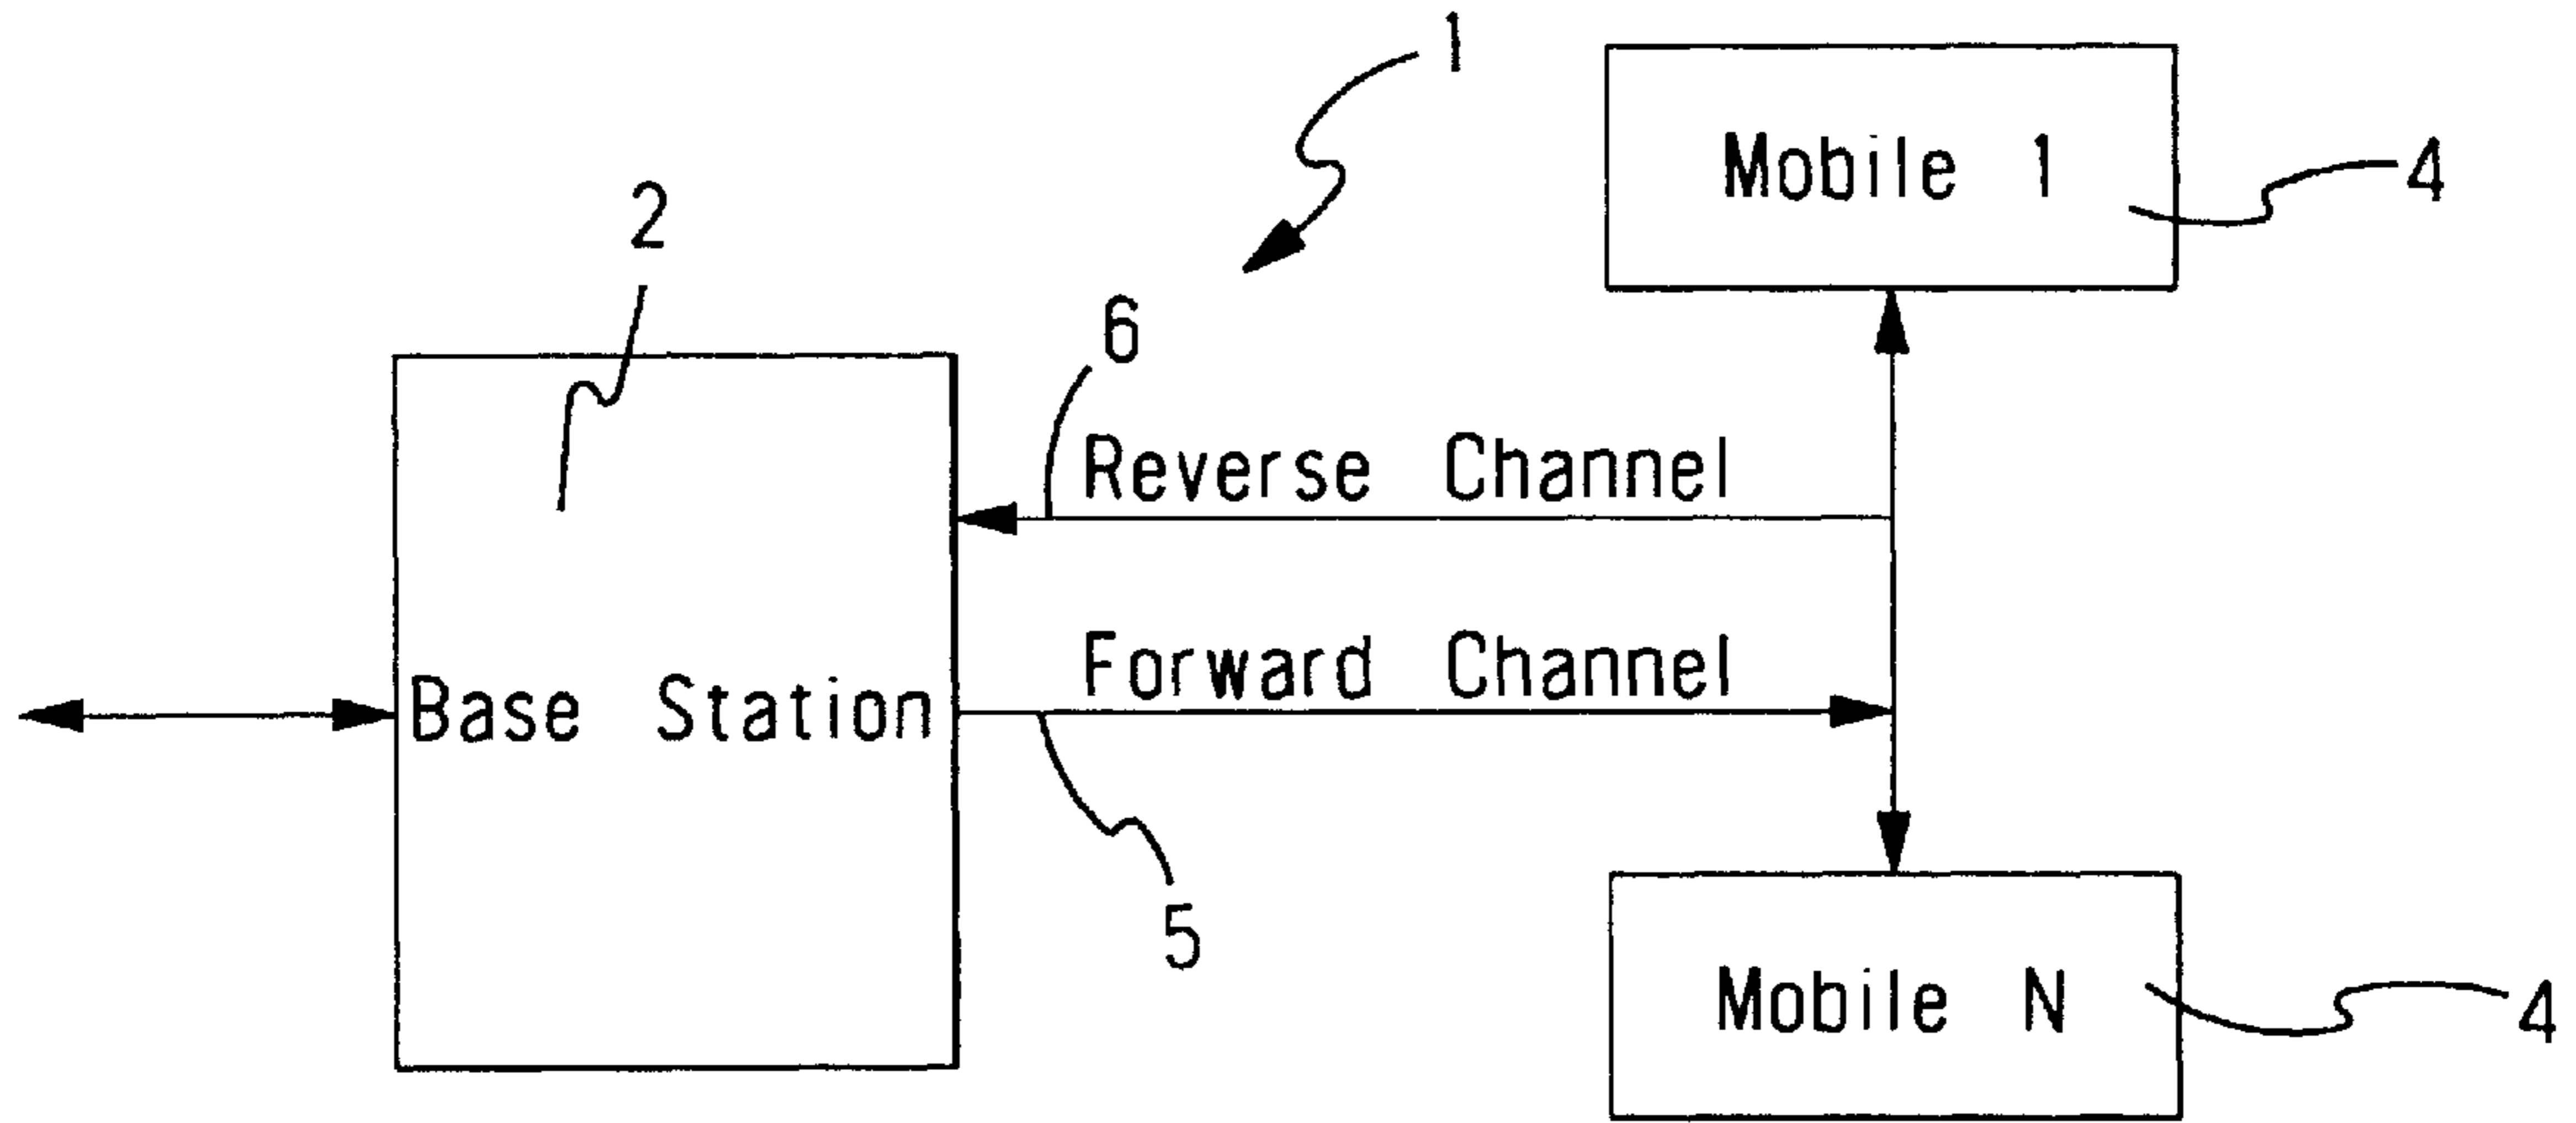 1
Mobile 1
4
2
6
Reverse Channel
Forward Channel
Base Station
5
Mobile N
4